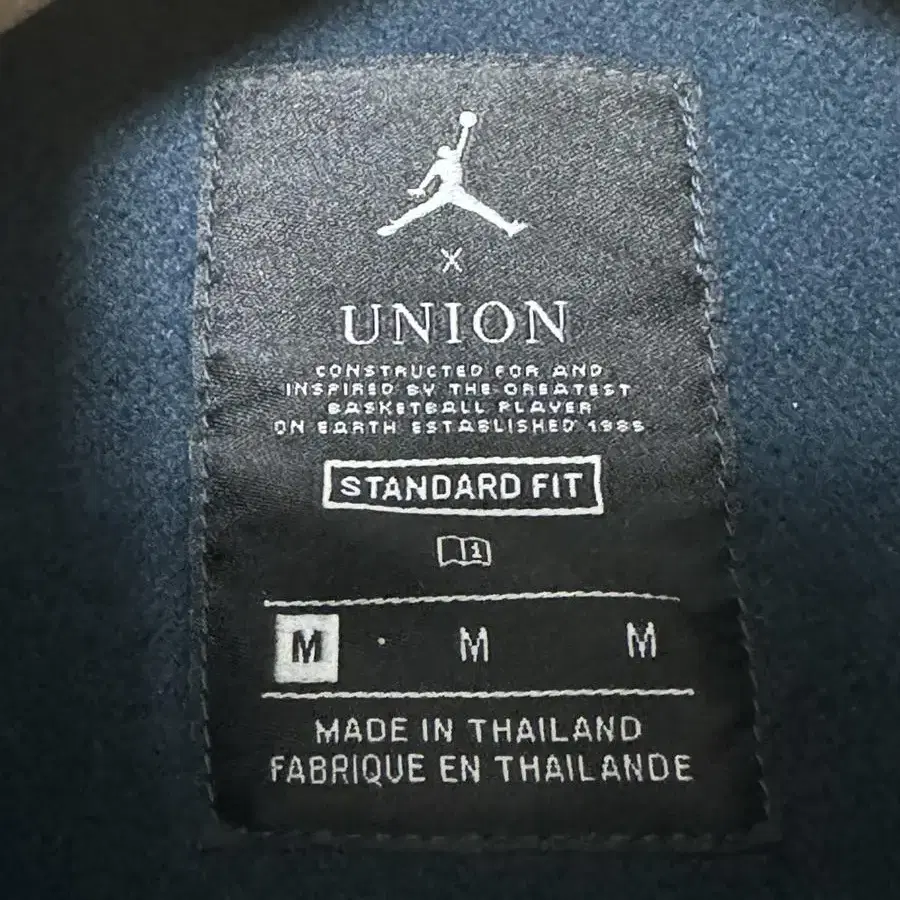 X
UNION
CONSTRUCTED FOR AND
INSPIRED BY THE GREATEST
BASKETBALL PLAYER
ON EARTH ESTABLISHED 1985
STANDARD FIT
i
M · M M
MADE IN THAILAND
FABRIQUE EN THAILANDE